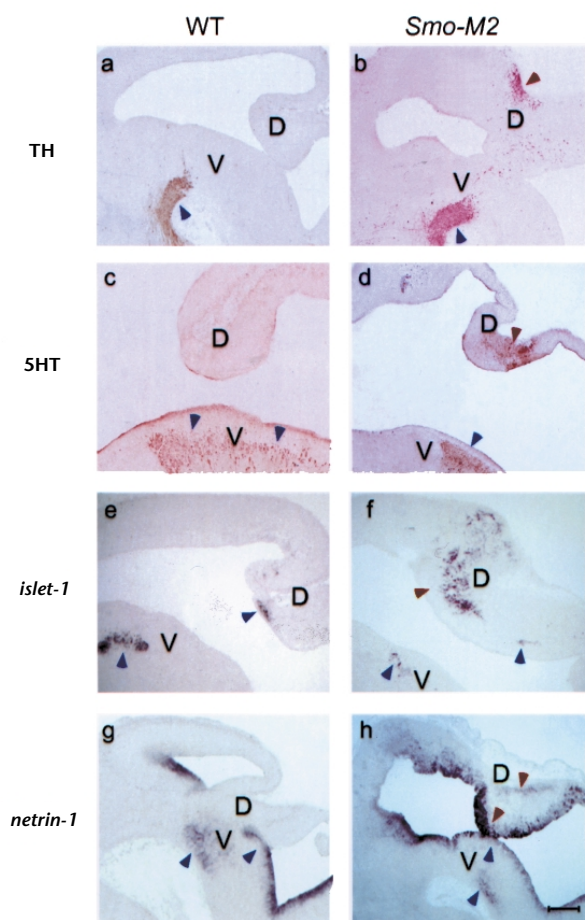 WT Smo-M2
TH
a D V
b D V
5HT
c D V
d D V
islet-1
e D V
f D V
netrin-1
g D V
h D V